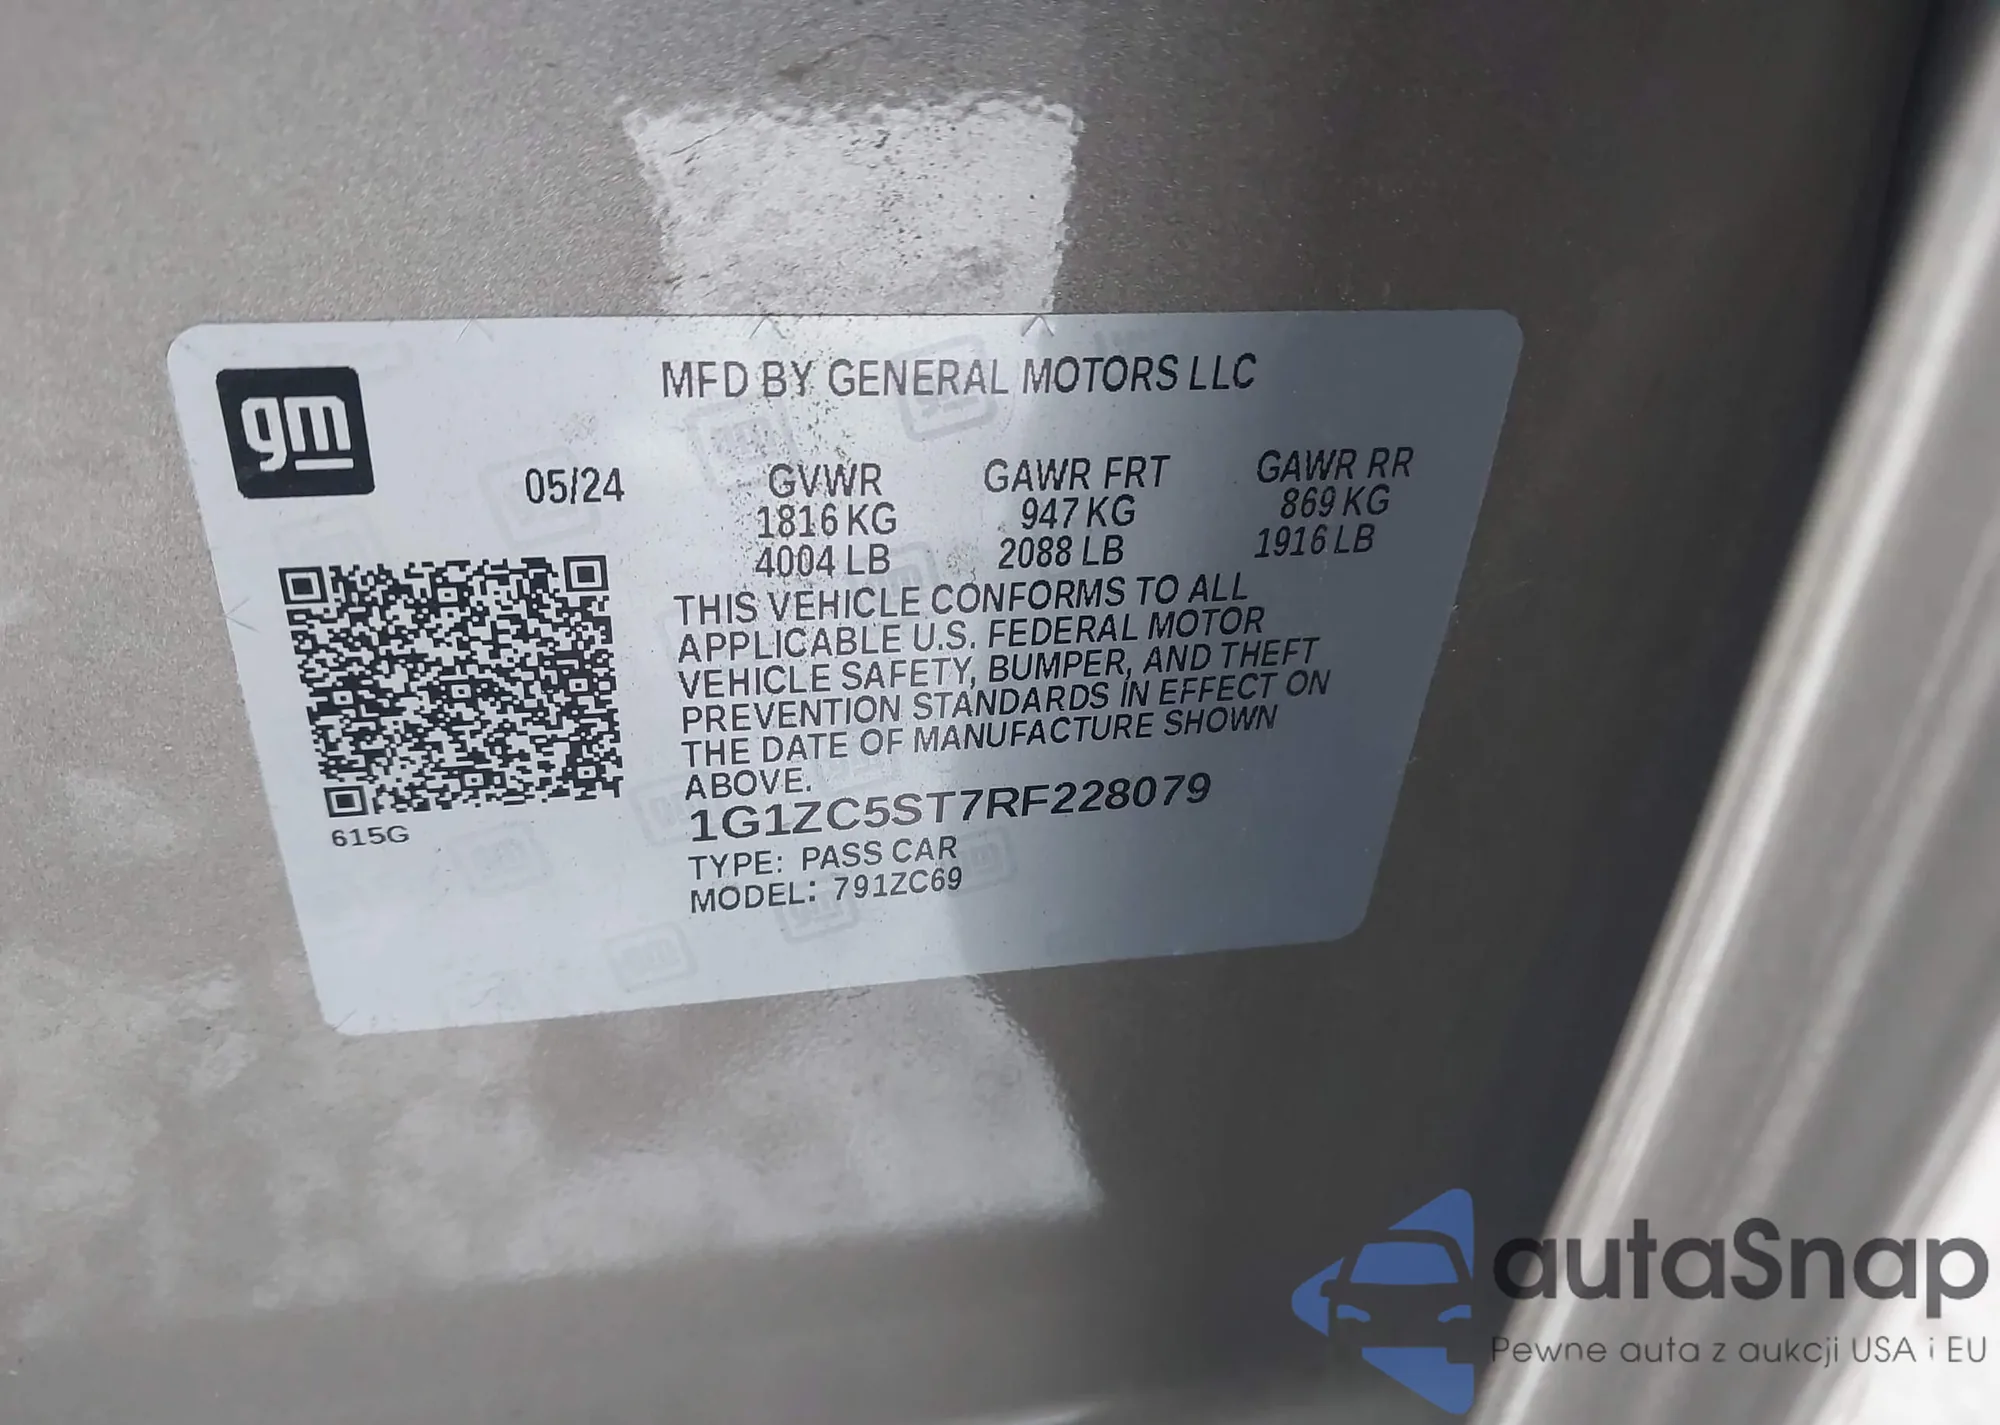 gm
MFD BY GENERAL MOTORS LLC
05/24
GVWR
1816 KG
4004 LB
GAWR FRT
947 KG
2088 LB
GAWR RR
869 KG
1916 LB
THIS VEHICLE CONFORMS TO ALL
APPLICABLE U.S. FEDERAL MOTOR
VEHICLE SAFETY, BUMPER, AND THEFT
PREVENTION STANDARDS IN EFFECT ON
THE DATE OF MANUFACTURE SHOWN
ABOVE.
1G1ZC5ST7RF228079
TYPE: PASS CAR
MODEL: 791ZC69
615G
autaSnap
Pewne auta z aukcji USA i EU